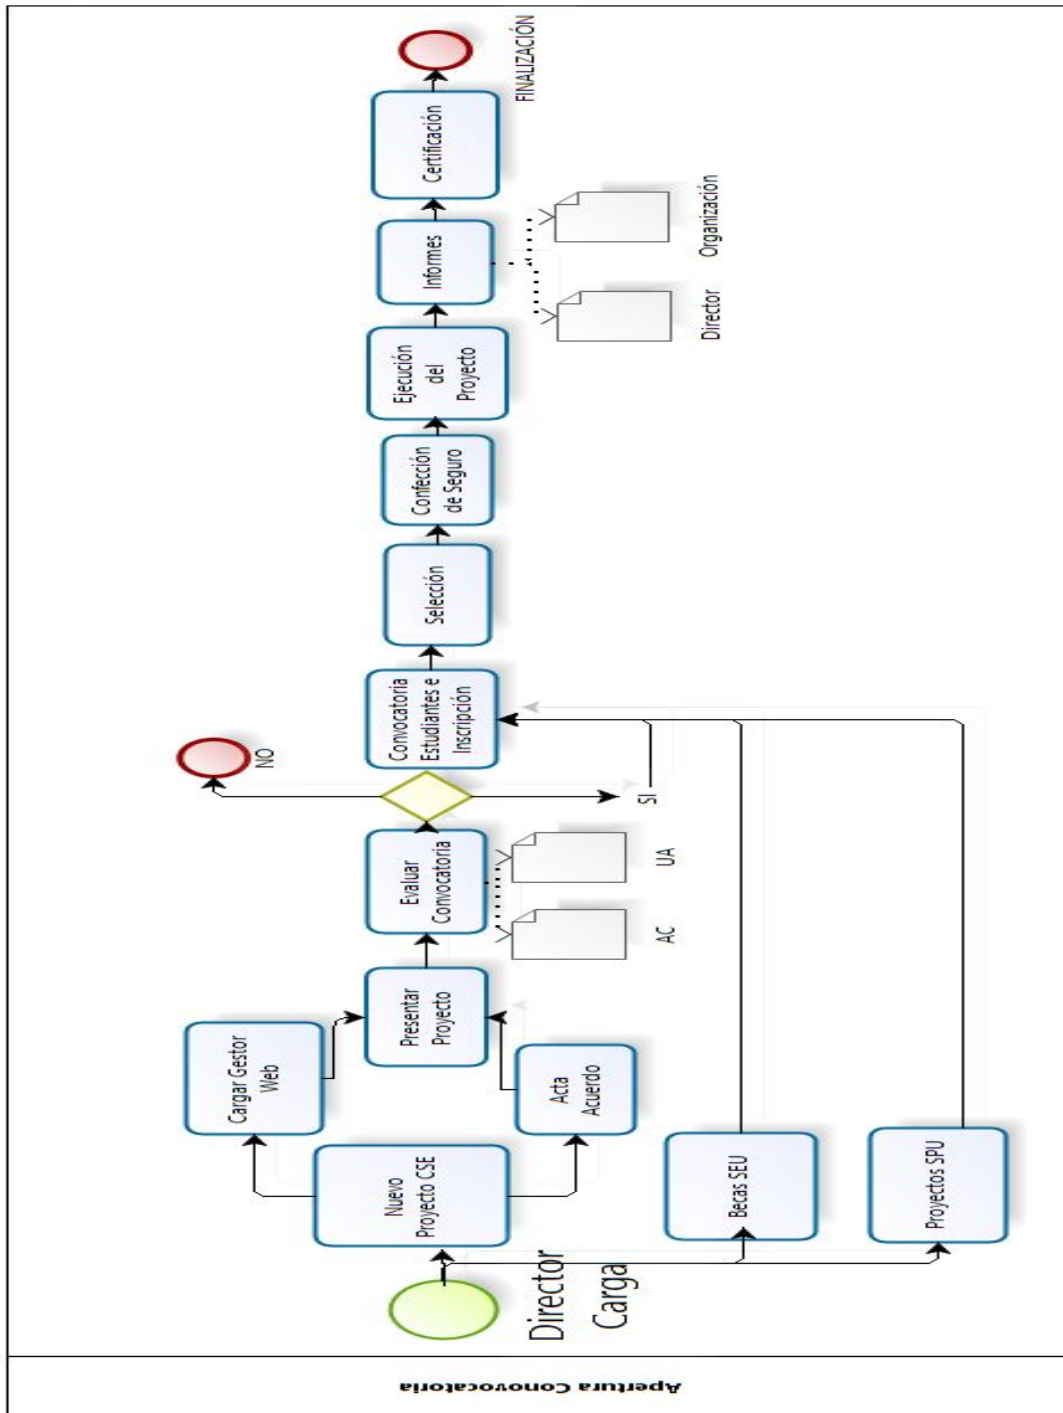 Apertura Conovocatoria
Director
Carga
Nuevo
Proyecto CSE
Cargar Gestor
Web
Acta
Acuerdo
Becas SEU
Proyectos SPU
Presentar
Proyecto
Evaluar
Convocatoria
AC
UA
NO
SI
Convocatoria
Estudiantes e
Inscripción
Selección
Confección
de Seguro
Ejecución
del
Proyecto
Informes
Director
Organización
Certificación
FINALIZACIÓN